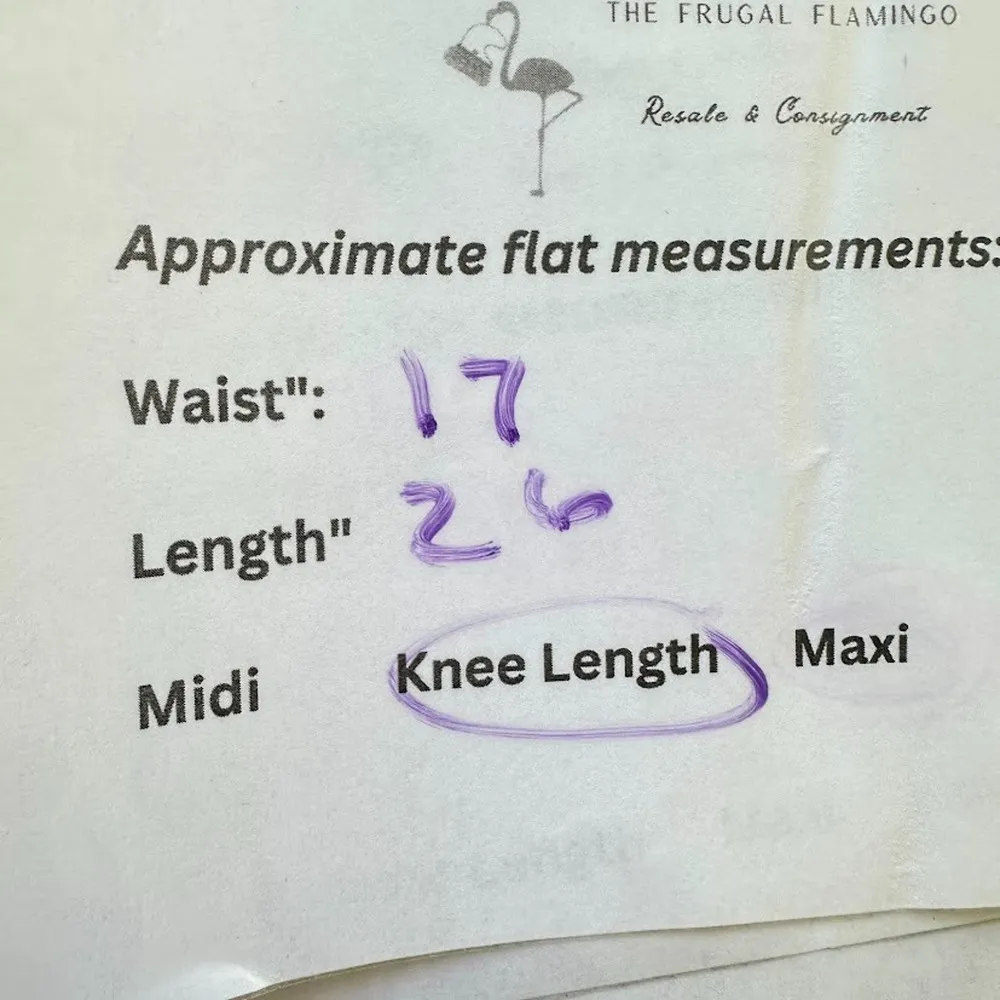 THE FRUGAL FLAMINGO
Resale & Consignment
Approximate flat measurements:
Waist": 17
Length" 26
Midi Knee Length Maxi